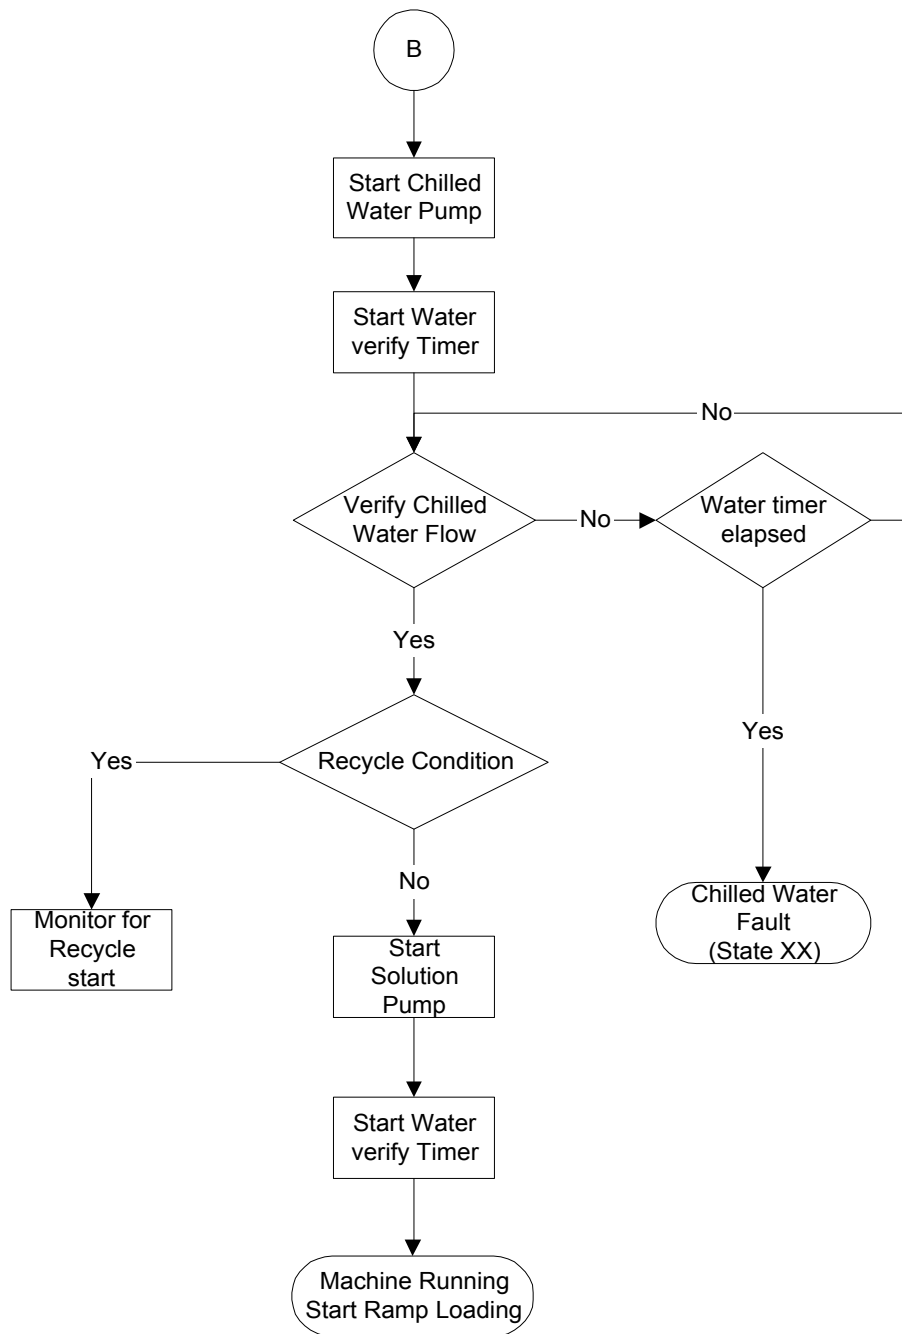 B
Start Chilled
Water Pump
Start Water
verify Timer
No
Verify Chilled
Water Flow
No
Water timer
elapsed
Yes
Yes
Recycle Condition
Yes
No
Monitor for
Recycle
start
Chilled Water
Fault
(State XX)
Start
Solution
Pump
Start Water
verify Timer
Machine Running
Start Ramp Loading